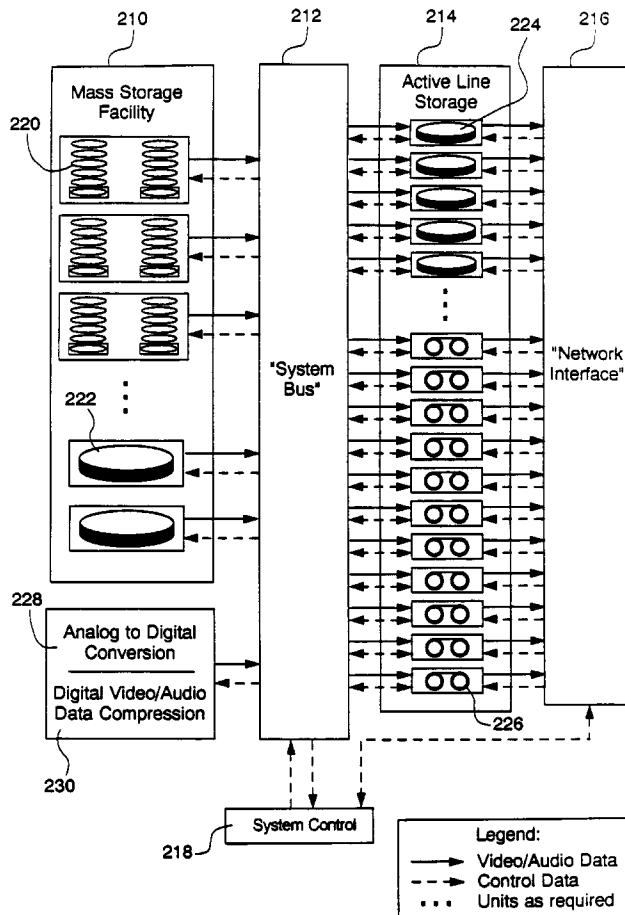 210
212
214
216
224
Mass Storage
Facility
220
Active Line
Storage
"System
Bus"
"Network
Interface"
222
228
Analog to Digital
Conversion
Digital Video/Audio
Data Compression
230
226
218
System Control
Legend:
Video/Audio Data
Control Data
Units as required